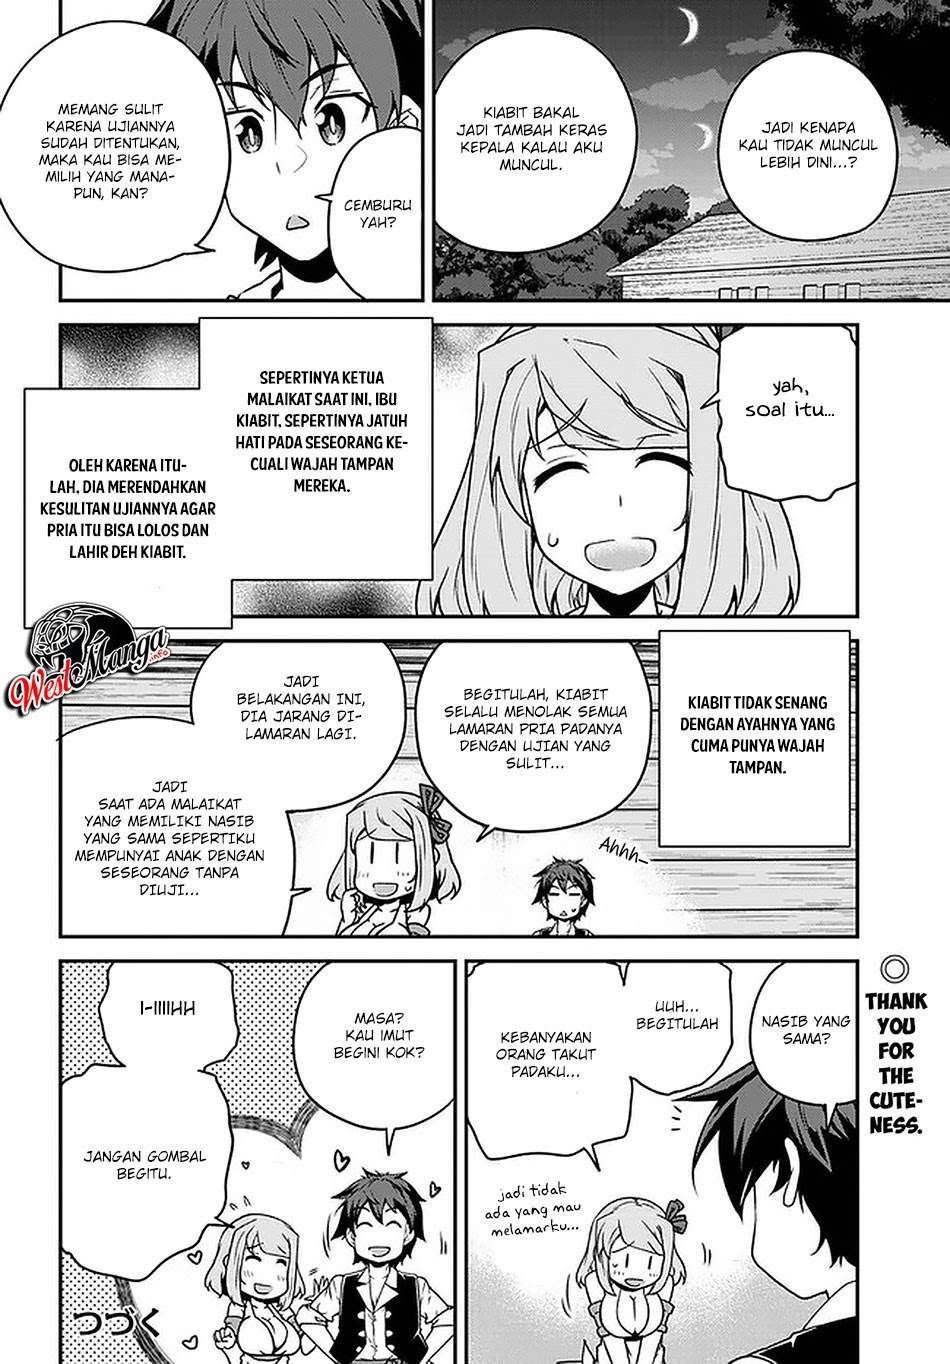 JADI KENAPA
KAU TIDAK MUNCUL
LEBIH DINI...?
KIABIT BAKAL
JADI TAMBAH KERAS
KEPALA KALAU AKU
MUNCUL.
CEMBURU
YAH?
MEMANG SULIT
KARENA UJIANNYA
SUDAH DITENTUKAN,
MAKA KAU BISA ME-
MILIH YANG MANA-
PUN, KAN?
yah,
soal itu...
SEPERTINYA KETUA
MALAIKAT SAAT INI, IBU
KIABIT, SEPERTINYA JATUH
HATI PADA SESEORANG KE-
CUALI WAJAH TAMPAN
MEREKA.
OLEH KARENA ITU-
LAH, DIA MERENDAHKAN
KESULITAN UJIANNYA AGAR
PRIA ITU BISA LOLOS DAN
LAHIR DEH KIABIT.
KIABIT TIDAK SENANG
DENGAN AYAHNYA YANG
CUMA PUNYA WAJAH
TAMPAN.
BEGITULAH, KIABIT
SELALU MENOLAK SEMUA
LAMARAN PRIA PADANYA
DENGAN UJIAN YANG
SULIT...
Ahhh~
JADI
BELAKANGAN INI,
DIA JARANG DI-
LAMARAN LAGI.
JADI
SAAT ADA MALAIKAT
YANG MEMILIKI NASIB
YANG SAMA SEPERTIKU
MEMPUNYAI ANAK DENGAN
SESEORANG TANPA
DIUJI...
NASIB YANG
SAMA?
UUH...
BEGITULAH
KEBANYAKAN
ORANG TAKUT
PADAKU...
jadi tidak
ada yang mau
melamarku...
MASA?
KAU IMUT
BEGINI KOK?
I-IIIIHH
JANGAN GOMBAL
BEGITU.
つづく
THANK
YOU
FOR
THE
CUTE-
NESS.
WestManga
.info